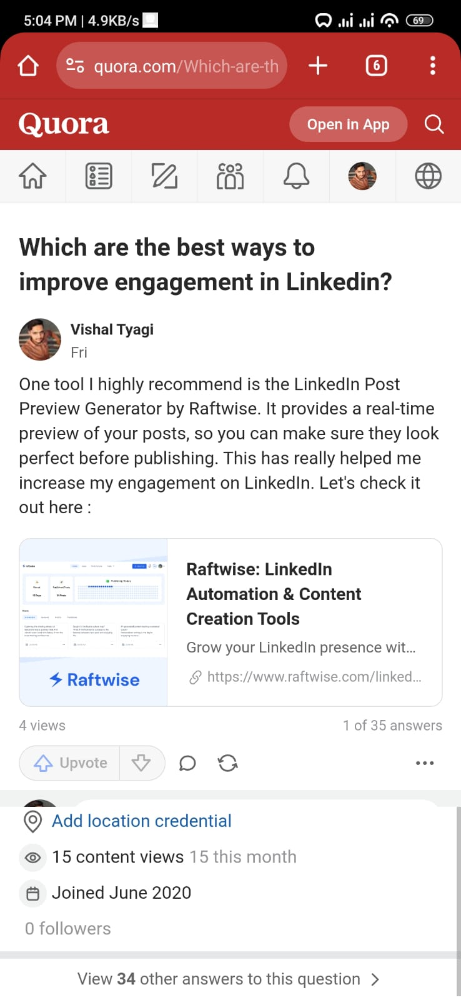 5:04 PM | 4.9KB/s
69
quora.com/Which-are-th
6
Quora
Open in App
Which are the best ways to
improve engagement in Linkedin?
Vishal Tyagi
Fri
One tool I highly recommend is the LinkedIn Post
Preview Generator by Raftwise. It provides a real-time
preview of your posts, so you can make sure they look
perfect before publishing. This has really helped me
increase my engagement on LinkedIn. Let's check it
out here :
Raftwise
Raftwise: LinkedIn
Automation & Content
Creation Tools
Grow your LinkedIn presence wit...
https://www.raftwise.com/linked...
4 views
1 of 35 answers
Upvote
Add location credential
15 content views 15 this month
Joined June 2020
0 followers
View 34 other answers to this question